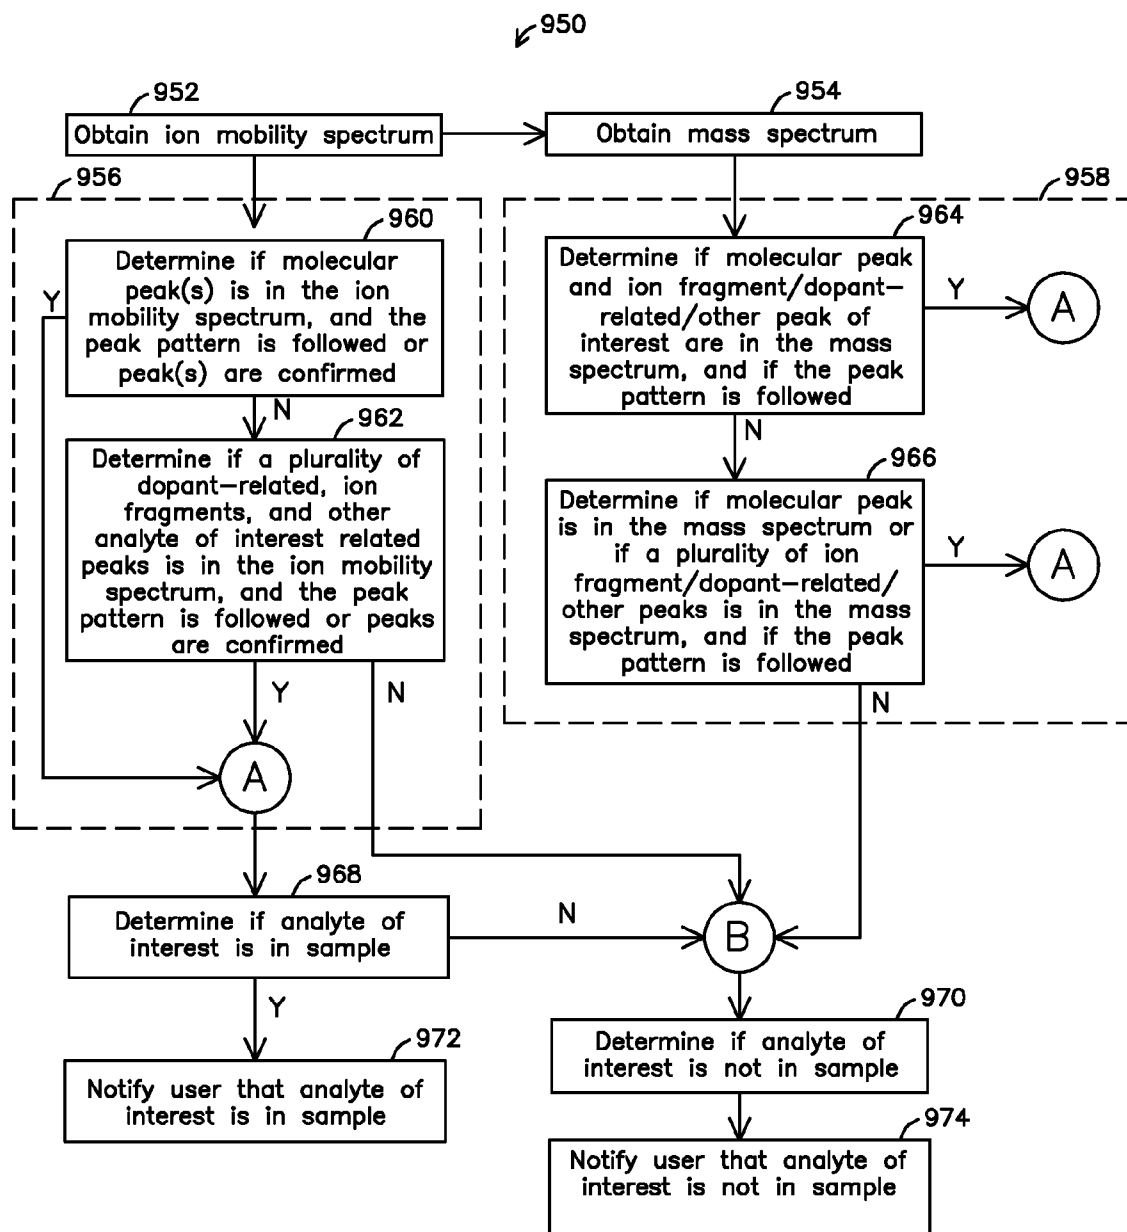 950
952
Obtain ion mobility spectrum
954
Obtain mass spectrum
956
958
960
Determine if molecular
peak(s) is in the ion
mobility spectrum, and the
peak pattern is followed or
peak(s) are confirmed
Y
N
962
Determine if a plurality of
dopant-related, ion
fragments, and other
analyte of interest related
peaks is in the ion mobility
spectrum, and the peak
pattern is followed or peaks
are confirmed
Y
N
A
964
Determine if molecular peak
and ion fragment/dopant-
related/other peak of
interest are in the mass
spectrum, and if the peak
pattern is followed
Y
A
N
966
Determine if molecular peak
is in the mass spectrum or
if a plurality of ion
fragment/dopant-related/
other peaks is in the mass
spectrum, and if the peak
pattern is followed
Y
A
N
968
Determine if analyte of
interest is in sample
N
B
Y
972
Notify user that analyte of
interest is in sample
970
Determine if analyte of
interest is not in sample
974
Notify user that analyte of
interest is not in sample